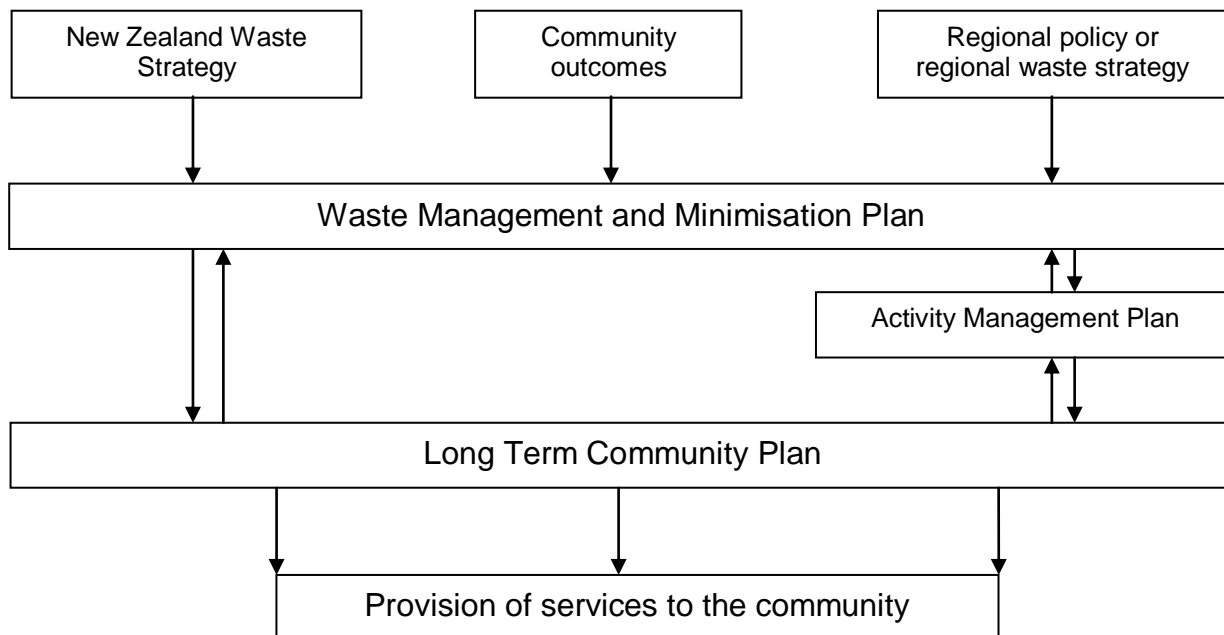 New Zealand Waste
Strategy
Community
outcomes
Regional policy or
regional waste strategy
Waste Management and Minimisation Plan
Activity Management Plan
Long Term Community Plan
Provision of services to the community